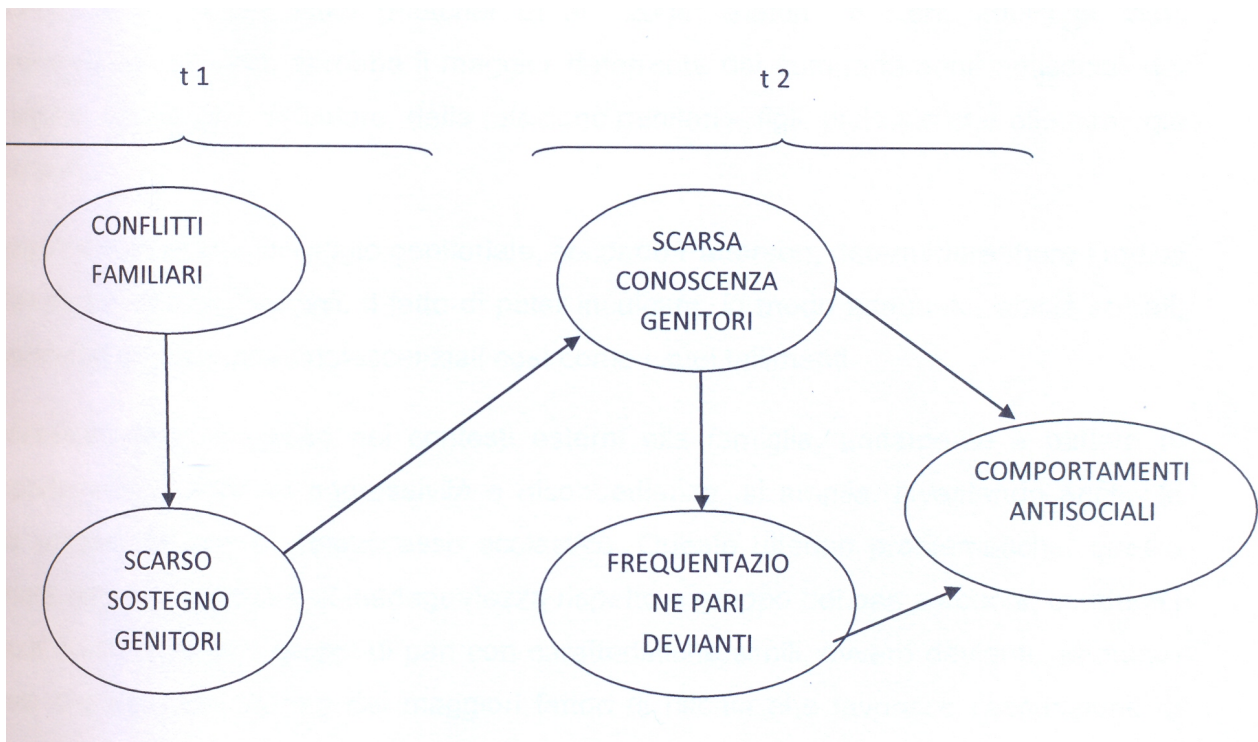 t 1
t 2
CONFLITTI
FAMILIARI
SCARSA
CONOSCENZA
GENITORI
COMPORTAMENTI
ANTISOCIALI
SCARSO
SOSTEGNO
GENITORI
FREQUENTAZIO
NE PARI
DEVIANTI